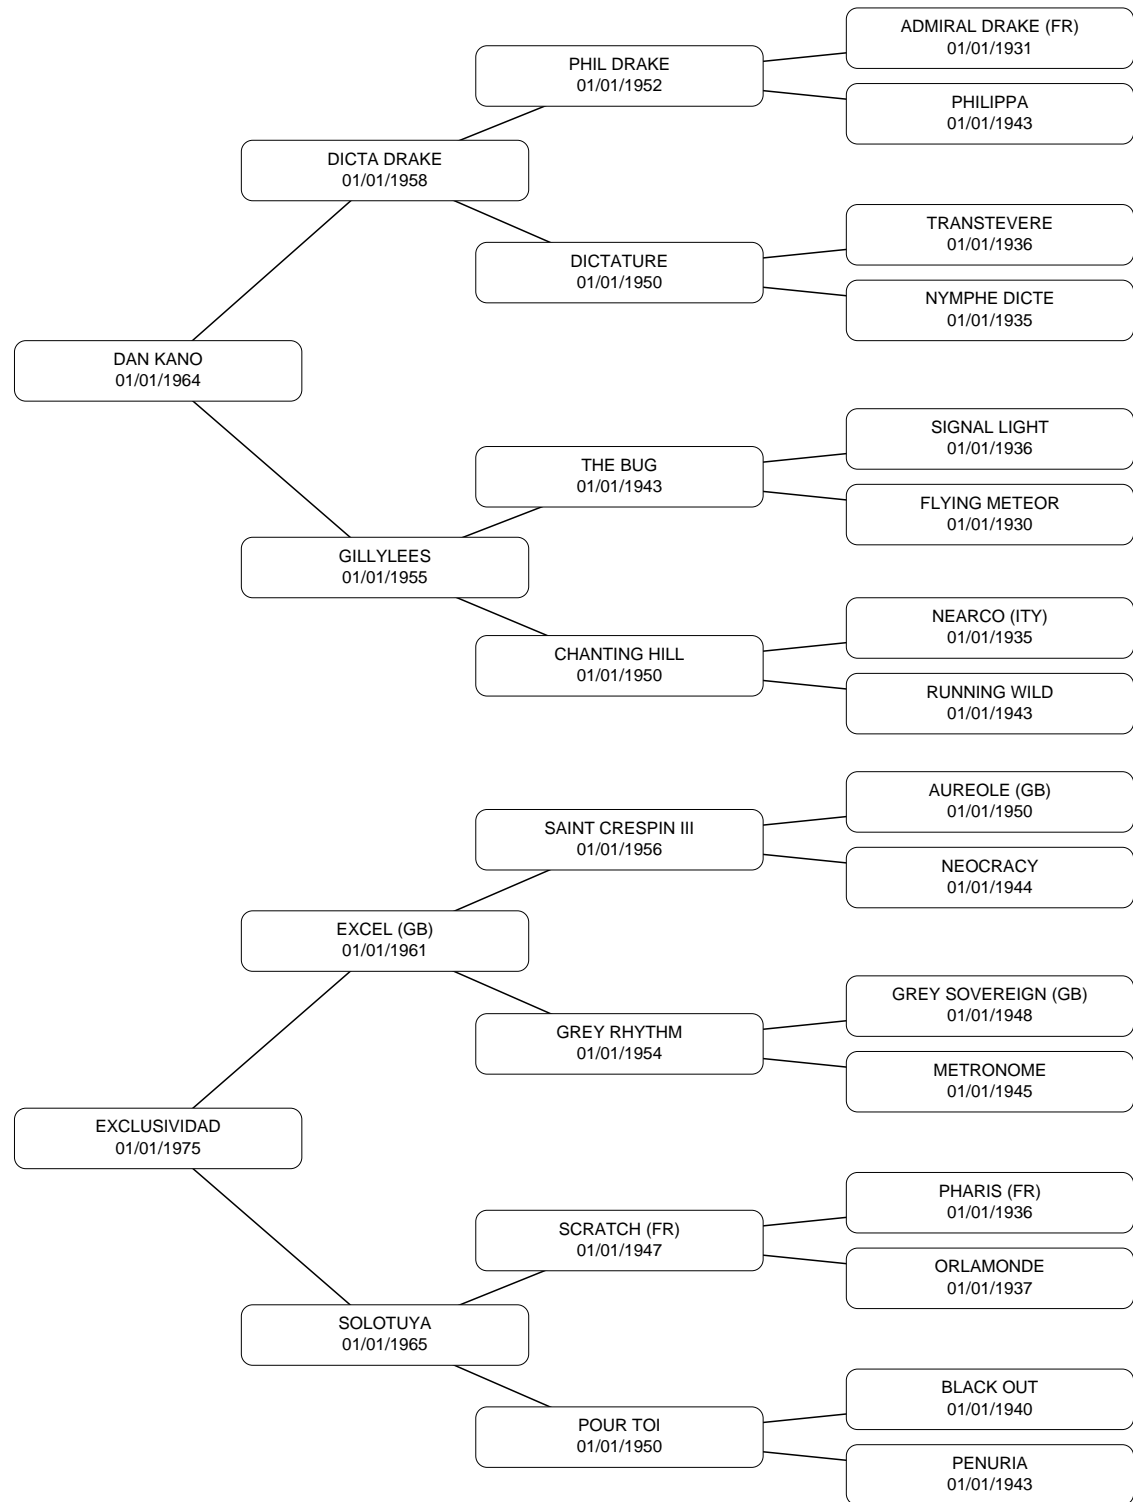 ADMIRAL DRAKE (FR)
01/01/1931
PHIL DRAKE
01/01/1952
PHILIPPA
01/01/1943
DICTA DRAKE
01/01/1958
TRANSTEVERE
01/01/1936
DICTATURE
01/01/1950
NYMPHE DICTE
01/01/1935
DAN KANO
01/01/1964
SIGNAL LIGHT
01/01/1936
THE BUG
01/01/1943
FLYING METEOR
01/01/1930
GILLYLEES
01/01/1955
NEARCO (ITY)
01/01/1935
CHANTING HILL
01/01/1950
RUNNING WILD
01/01/1943
AUREOLE (GB)
01/01/1950
SAINT CRESPIN III
01/01/1956
NEOCRACY
01/01/1944
EXCEL (GB)
01/01/1961
GREY SOVEREIGN (GB)
01/01/1948
GREY RHYTHM
01/01/1954
METRONOME
01/01/1945
EXCLUSIVIDAD
01/01/1975
PHARIS (FR)
01/01/1936
SCRATCH (FR)
01/01/1947
ORLAMONDE
01/01/1937
SOLOTUYA
01/01/1965
BLACK OUT
01/01/1940
POUR TOI
01/01/1950
PENURIA
01/01/1943